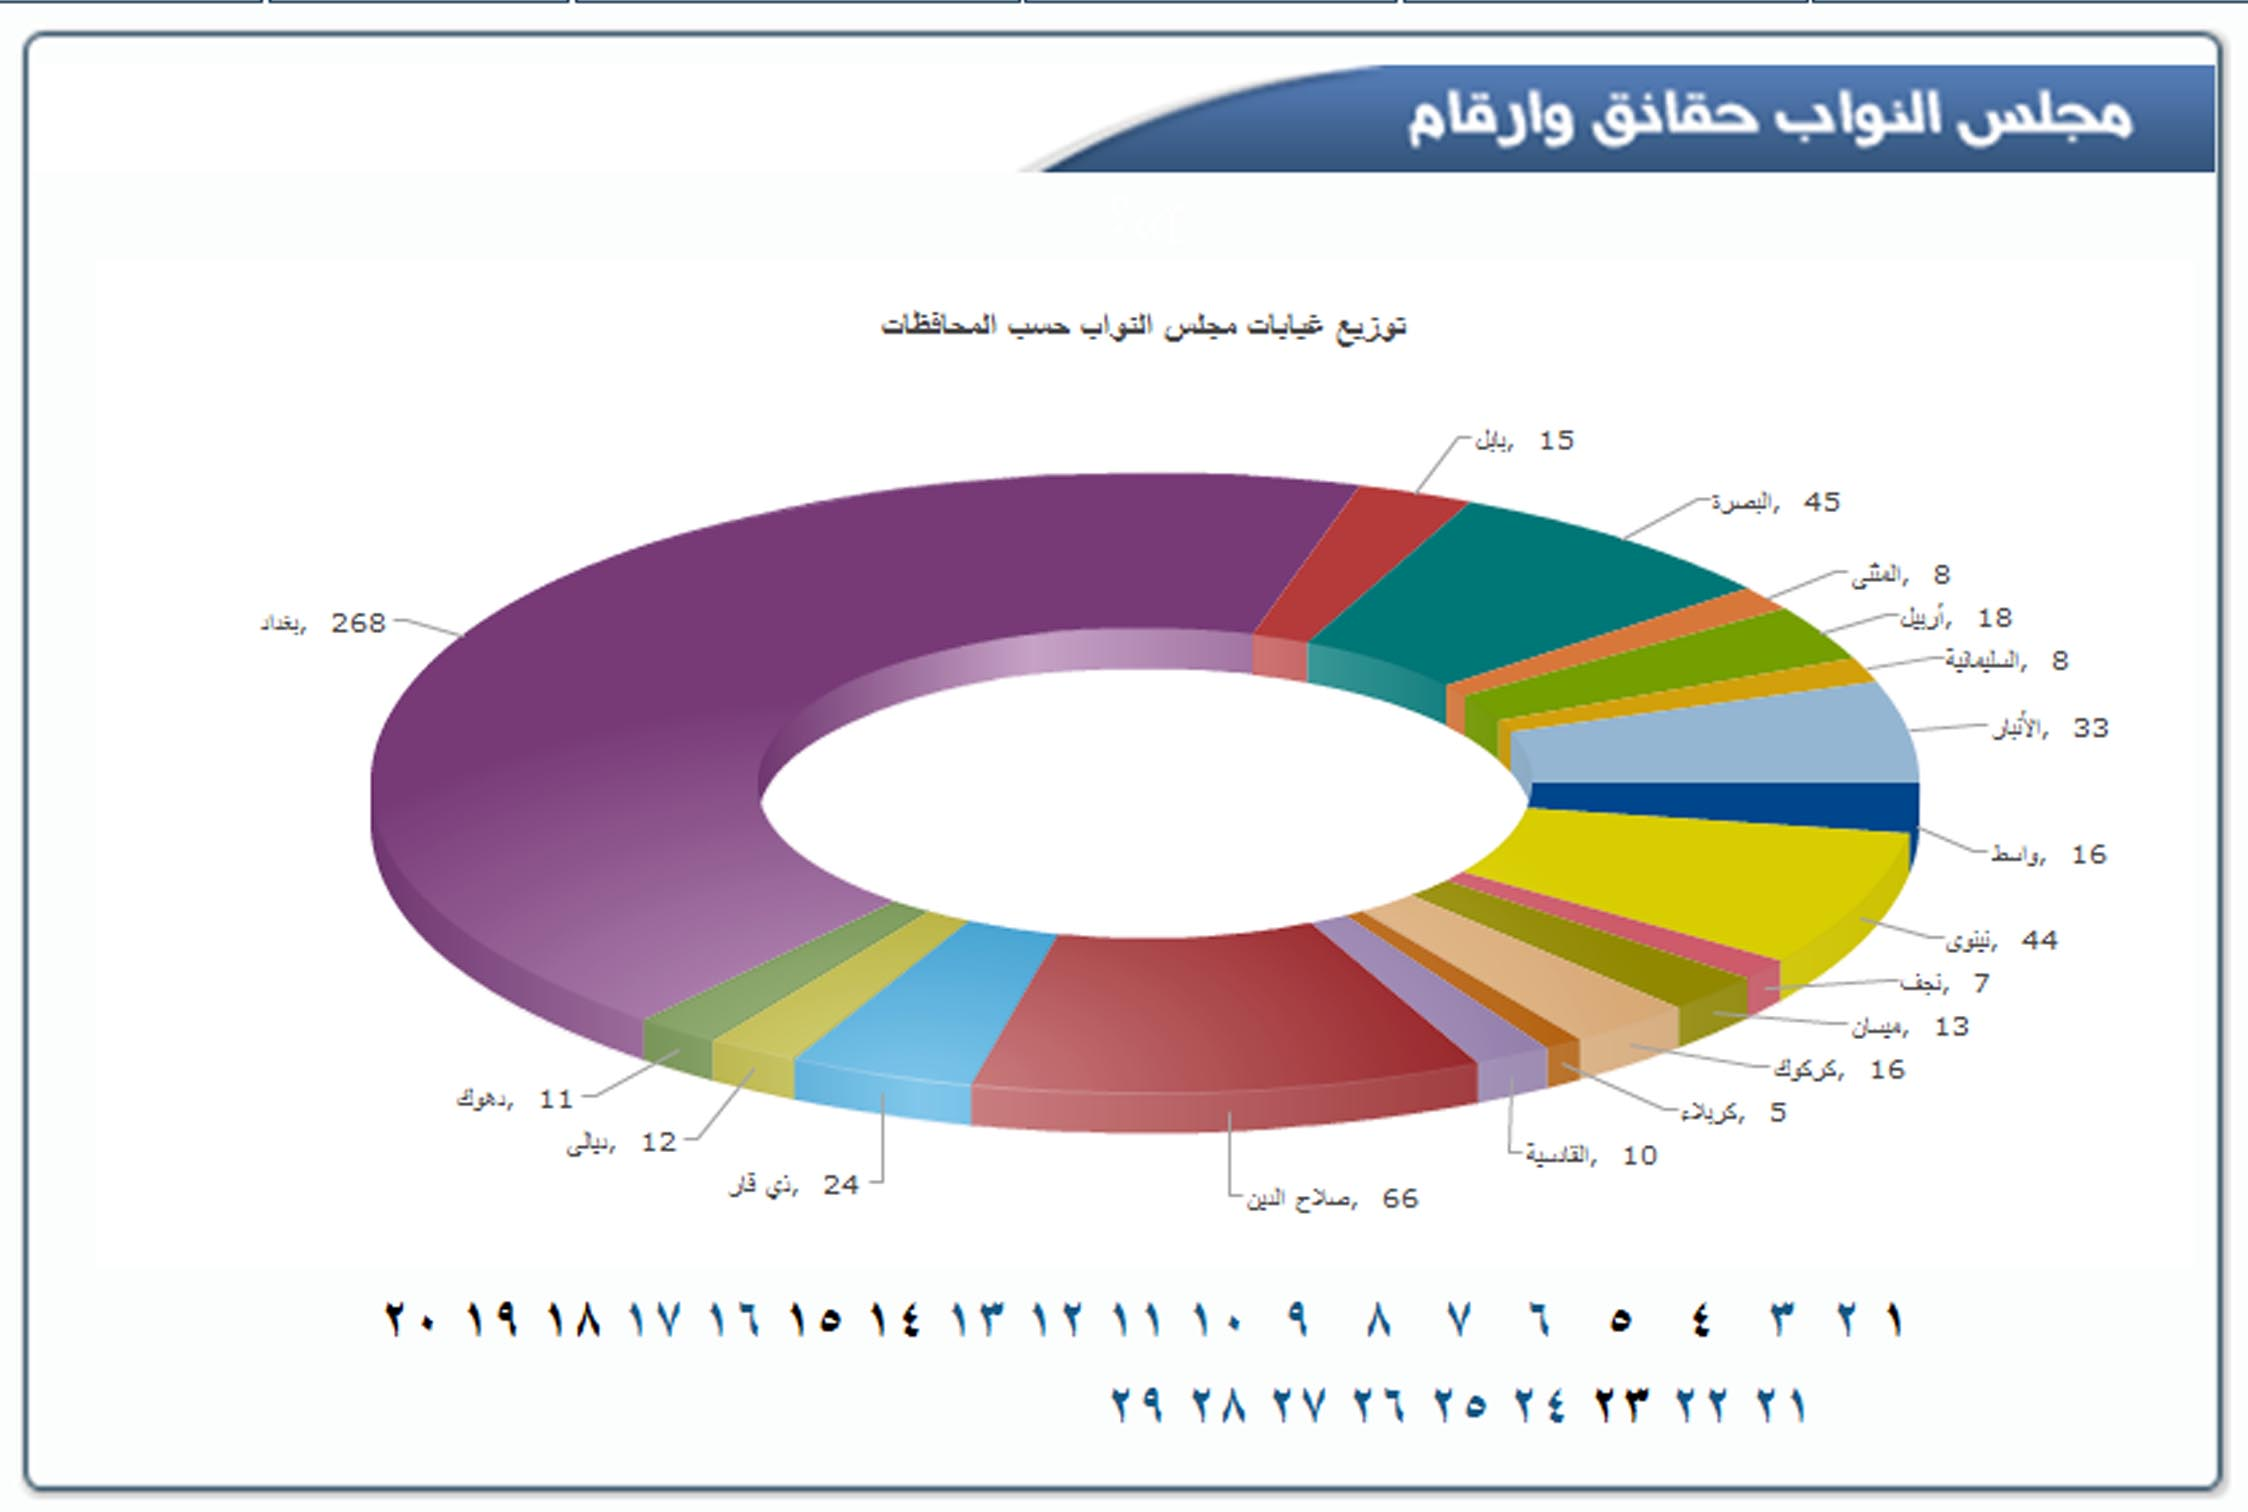 مجلس النواب حقائق وارقام
توزيع غيابات مجلس النواب حسب المحافظات
بابل, 15
البصرة, 45
المثنى, 8
أربيل, 18
السليمانية, 8
الأنبار, 33
واسط, 16
نينوى, 44
نجف, 7
ميسان, 13
كركوك, 16
كربلاء, 5
القادسية, 10
صلاح الدين, 66
ذي قار, 24
ديالى, 12
دهوك, 11
بغداد, 268
١ ٢ ٣ ٤ ٥ ٦ ٧ ٨ ٩ ١٠ ١١ ١٢ ١٣ ١٤ ١٥ ١٦ ١٧ ١٨ ١٩ ٢٠
٢١ ٢٢ ٢٣ ٢٤ ٢٥ ٢٦ ٢٧ ٢٨ ٢٩